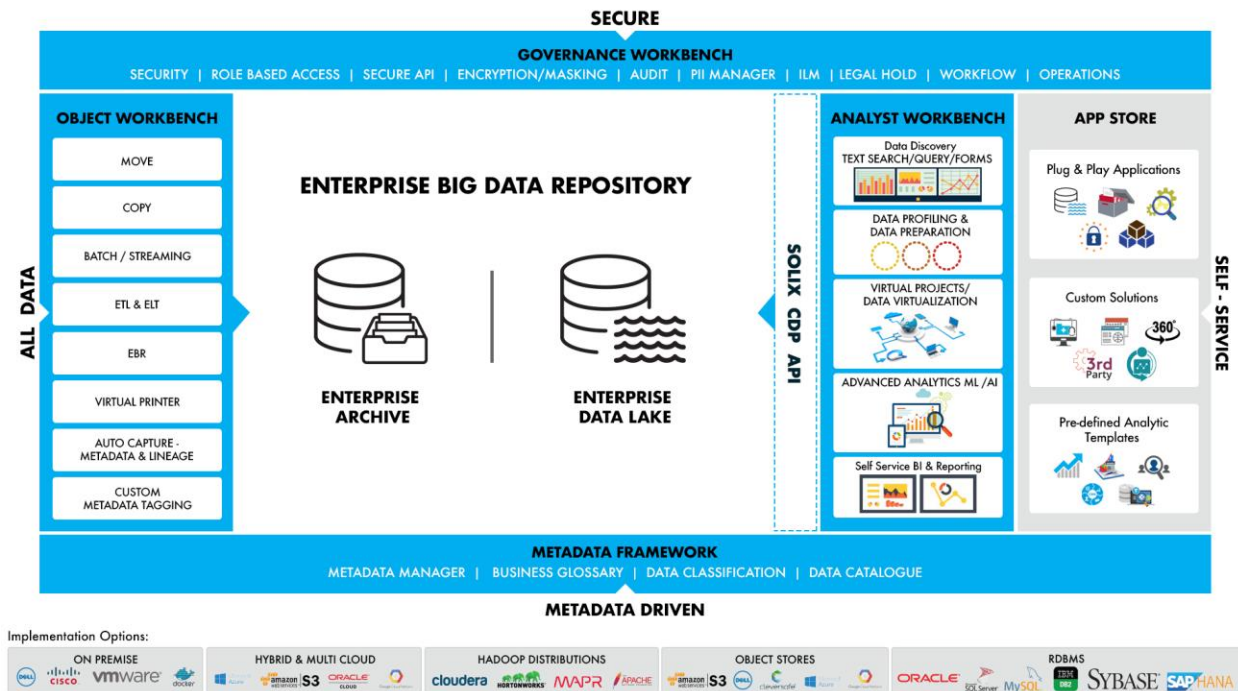 SECURE
GOVERNANCE WORKBENCH
SECURITY | ROLE BASED ACCESS | SECURE API | ENCRYPTION/MASKING | AUDIT | PII MANAGER | ILM | LEGAL HOLD | WORKFLOW | OPERATIONS
ALL DATA
OBJECT WORKBENCH
MOVE
COPY
BATCH / STREAMING
ETL & ELT
EBR
VIRTUAL PRINTER
AUTO CAPTURE -
METADATA & LINEAGE
CUSTOM
METADATA TAGGING
ENTERPRISE BIG DATA REPOSITORY
ENTERPRISE
ARCHIVE
ENTERPRISE
DATA LAKE
SOLIX CDP API
ANALYST WORKBENCH
Data Discovery
TEXT SEARCH/QUERY/FORMS
DATA PROFILING &
DATA PREPARATION
VIRTUAL PROJECTS/
DATA VIRTUALIZATION
ADVANCED ANALYTICS ML /AI
Self Service BI & Reporting
APP STORE
Plug & Play Applications
Custom Solutions
360°
3rd
Party
Pre-defined Analytic
Templates
SELF - SERVICE
METADATA FRAMEWORK
METADATA MANAGER | BUSINESS GLOSSARY | DATA CLASSIFICATION | DATA CATALOGUE
METADATA DRIVEN
Implementation Options:
ON PREMISE
DELL
CISCO
vmware
docker
HYBRID & MULTI CLOUD
Azure
amazon
S3
ORACLE
CLOUD
HADOOP DISTRIBUTIONS
cloudera
HORTONWORKS
MAPR
APACHE
OBJECT STORES
amazon
S3
DELL
cleversafe
Azure
RDBMS
ORACLE
SQL Server
MySQL
IBM
DB2
SYBASE
SAP HANA